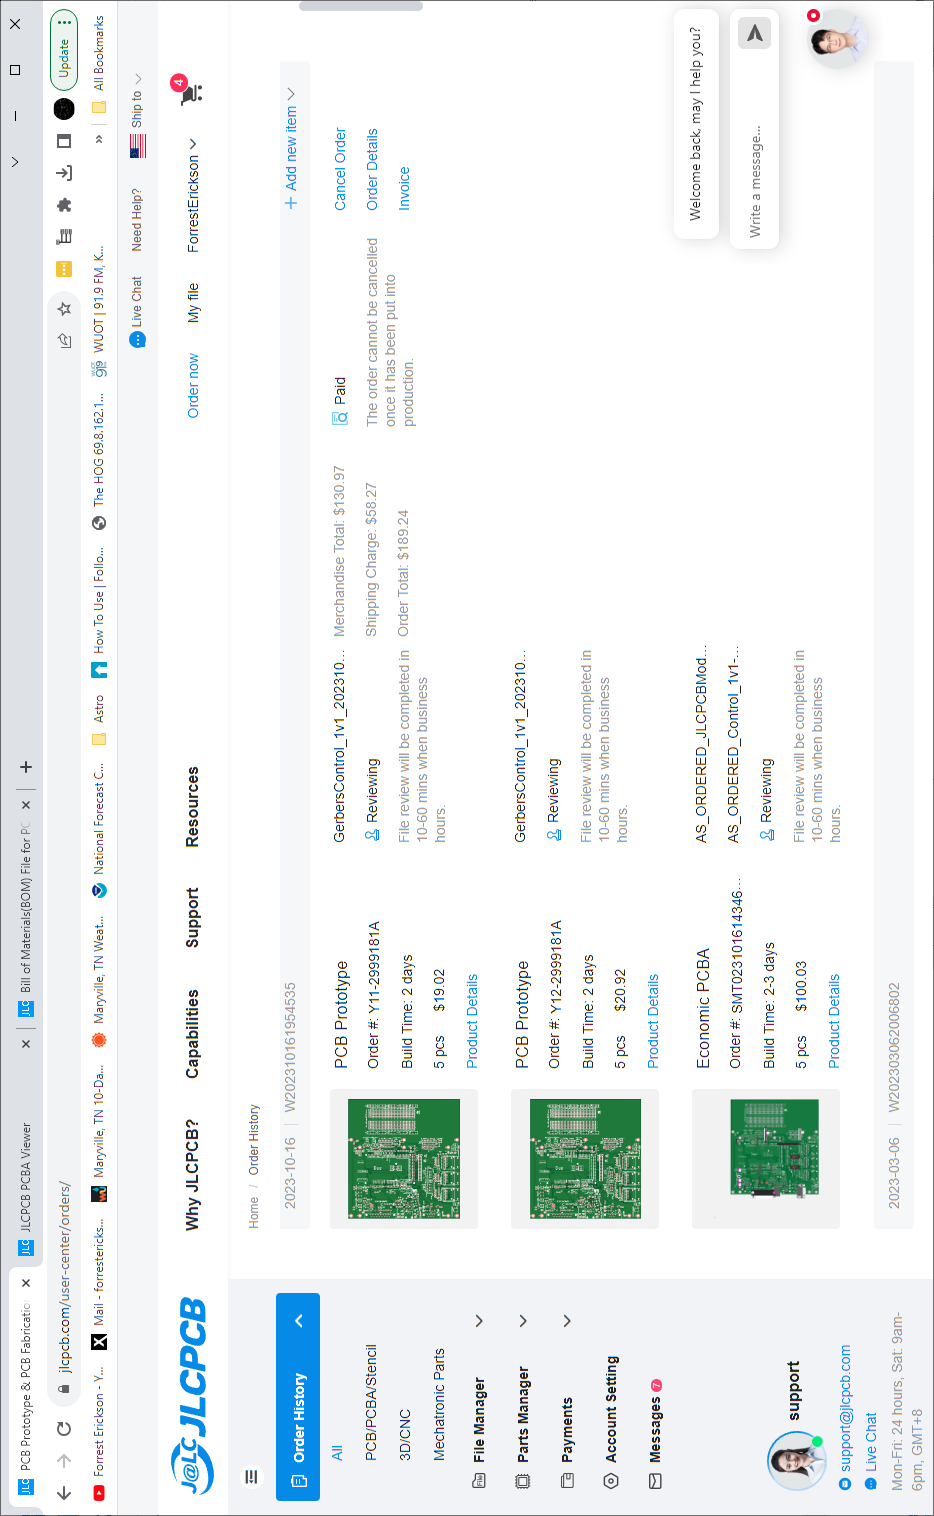 PCB Prototype & PCB Fabrication
JLCPCB PCBA Viewer
Bill of Materials(BOM) File for PC
jlcpcb.com/user-center/orders/
Update
Forrest Erickson - Y...
Mail - forrestericks...
Maryville, TN 10-Da...
Maryville, TN Weat...
National Forecast C...
Astro
How To Use | Follo...
The HOG 69.8.162.1...
WUOT | 91.9 FM, K...
All Bookmarks
Live Chat
Need Help?
Ship to
J@LC JLCPCB
Why JLCPCB?
Capabilities
Support
Resources
Order now
My file
ForrestErickson
4
Order History
All
PCB/PCBA/Stencil
3D/CNC
Mechatronic Parts
File Manager
Parts Manager
Payments
Account Setting
Messages 7
support
support@jlcpcb.com
Live Chat
Mon-Fri: 24 hours, Sat: 9am-
6pm, GMT+8
Home / Order History
2023-10-16 | W202310161954535
+ Add new item
PCB Prototype
Order #: Y11-2999181A
Build Time: 2 days
5 pcs $19.02
Product Details
GerbersControl_1v1_202310...
Reviewing
File review will be completed in
10-60 mins when business
hours.
Merchandise Total: $130.97
Shipping Charge: $58.27
Order Total: $189.24
Paid
The order cannot be cancelled
once it has been put into
production.
Cancel Order
Order Details
Invoice
PCB Prototype
Order #: Y12-2999181A
Build Time: 2 days
5 pcs $20.92
Product Details
GerbersControl_1v1_202310...
Reviewing
File review will be completed in
10-60 mins when business
hours.
Economic PCBA
Order #: SMT023101614346...
Build Time: 2-3 days
5 pcs $100.03
Product Details
AS_ORDERED_JLCPCBMod...
AS_ORDERED_Control_1v1-...
Reviewing
File review will be completed in
10-60 mins when business
hours.
2023-03-06 | W202303062006802
Welcome back, may I help you?
Write a message...